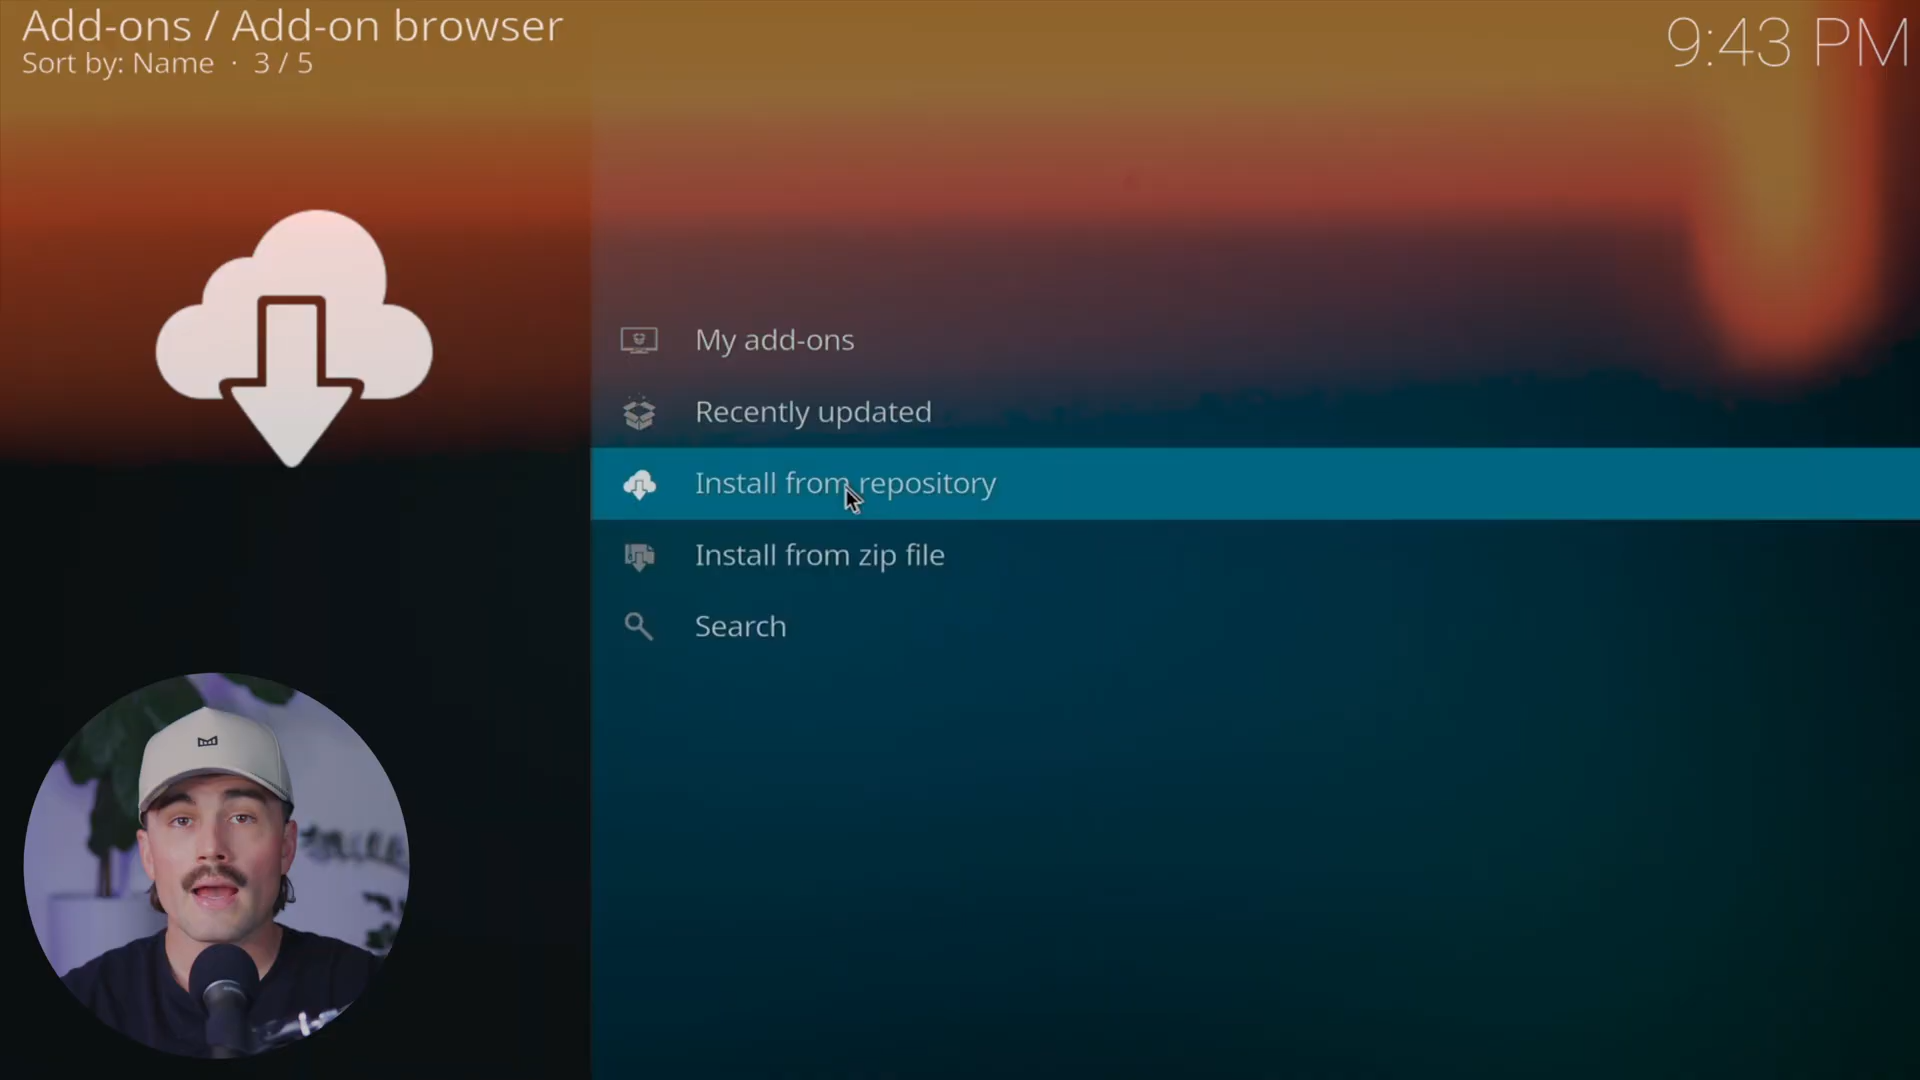 Add-ons / Add-on browser
Sort by: Name · 3 / 5
9:43 PM
My add-ons
Recently updated
Install from repository
Install from zip file
Search